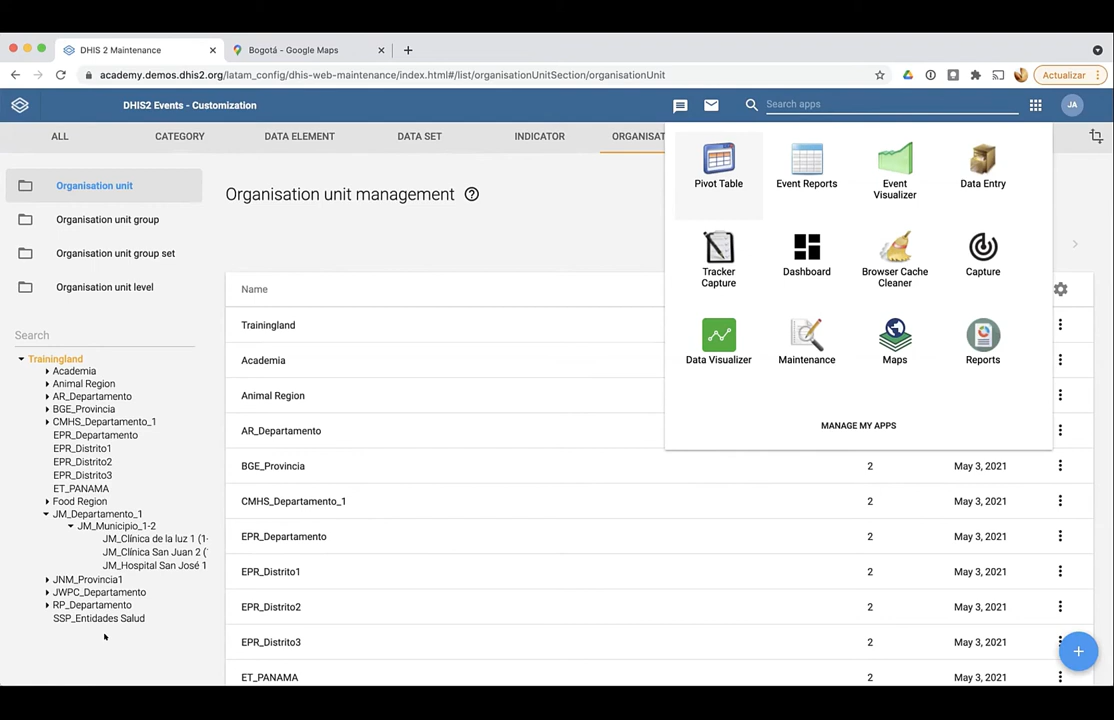 DHIS 2 Maintenance
Bogotá - Google Maps
academy.demos.dhis2.org/latam_config/dhis-web-maintenance/index.html#/list/organisationUnitSection/organisationUnit
Actualizar
DHIS2 Events - Customization
Search apps
JA
ALL
CATEGORY
DATA ELEMENT
DATA SET
INDICATOR
ORGANISAT
Organisation unit
Organisation unit group
Organisation unit group set
Organisation unit level
Search
Trainingland
Academia
Animal Region
AR_Departamento
BGE_Provincia
CMHS_Departamento_1
EPR_Departamento
EPR_Distrito1
EPR_Distrito2
EPR_Distrito3
ET_PANAMA
Food Region
JM_Departamento_1
JM_Municipio_1-2
JM_Clínica de la luz 1 (1-
JM_Clínica San Juan 2 (
JM_Hospital San José 1
JNM_Provincia1
JWPC_Departamento
RP_Departamento
SSP_Entidades Salud
Organisation unit management
Name
Trainingland
Academia
Animal Region
AR_Departamento
BGE_Provincia 2 May 3, 2021
CMHS_Departamento_1 2 May 3, 2021
EPR_Departamento 2 May 3, 2021
EPR_Distrito1 2 May 3, 2021
EPR_Distrito2 2 May 3, 2021
EPR_Distrito3 2 May 3, 2021
ET_PANAMA 2 May 3, 2021
Pivot Table
Event Reports
Event
Visualizer
Data Entry
Tracker
Capture
Dashboard
Browser Cache
Cleaner
Capture
Data Visualizer
Maintenance
Maps
Reports
MANAGE MY APPS